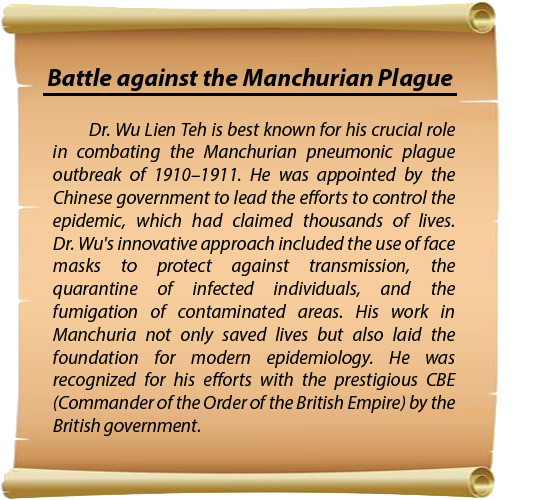 Battle against the Manchurian Plague
Dr. Wu Lien Teh is best known for his crucial role
in combating the Manchurian pneumonic plague
outbreak of 1910–1911. He was appointed by the
Chinese government to lead the efforts to control the
epidemic, which had claimed thousands of lives.
Dr. Wu's innovative approach included the use of face
masks to protect against transmission, the
quarantine of infected individuals, and the
fumigation of contaminated areas. His work in
Manchuria not only saved lives but also laid the
foundation for modern epidemiology. He was
recognized for his efforts with the prestigious CBE
(Commander of the Order of the British Empire) by the
British government.